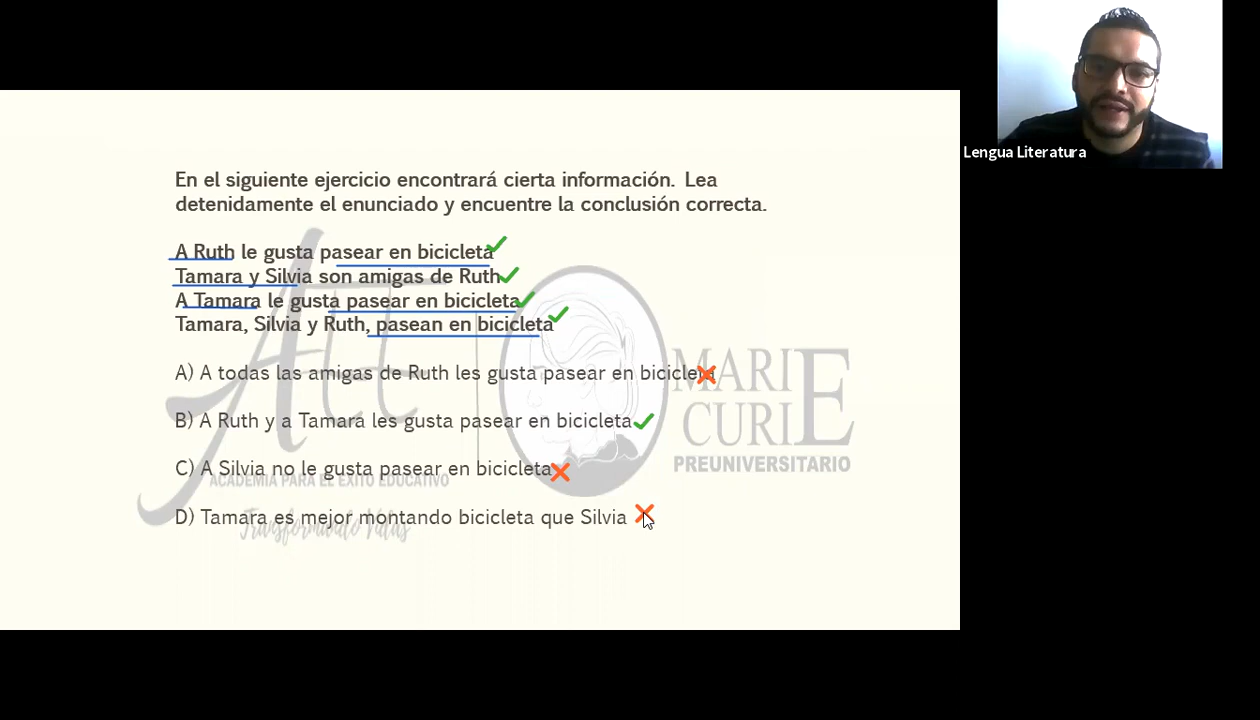 Lengua Literatura
En el siguiente ejercicio encontrará cierta información. Lea
detenidamente el enunciado y encuentre la conclusión correcta.
A Ruth le gusta pasear en bicicleta
Tamara y Silvia son amigas de Ruth
A Tamara le gusta pasear en bicicleta
Tamara, Silvia y Ruth, pasean en bicicleta
A) A todas las amigas de Ruth les gusta pasear en bicicleta
B) A Ruth y a Tamara les gusta pasear en bicicleta
C) A Silvia no le gusta pasear en bicicleta
D) Tamara es mejor montando bicicleta que Silvia
AEE
ACADEMIA PARA EL EXITO EDUCATIVO
Transformando Vidas
MARIE
CURIE
PREUNIVERSITARIO